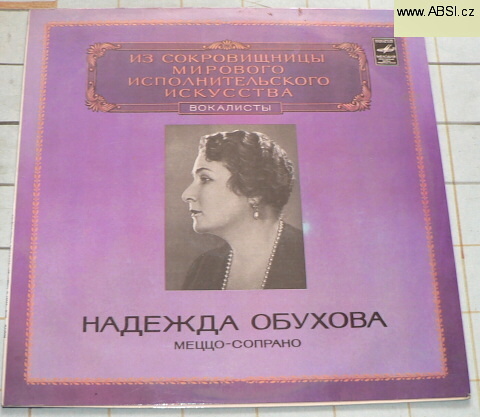 www.ABSI.cz
ИЗ СОКРОВИЩНИЦЫ
МИРОВОГО
ИСПОЛНИТЕЛЬСКОГО
ИСКУССТВА
ВОКАЛИСТЫ
НАДЕЖДА ОБУХОВА
МЕЦЦО-СОПРАНО